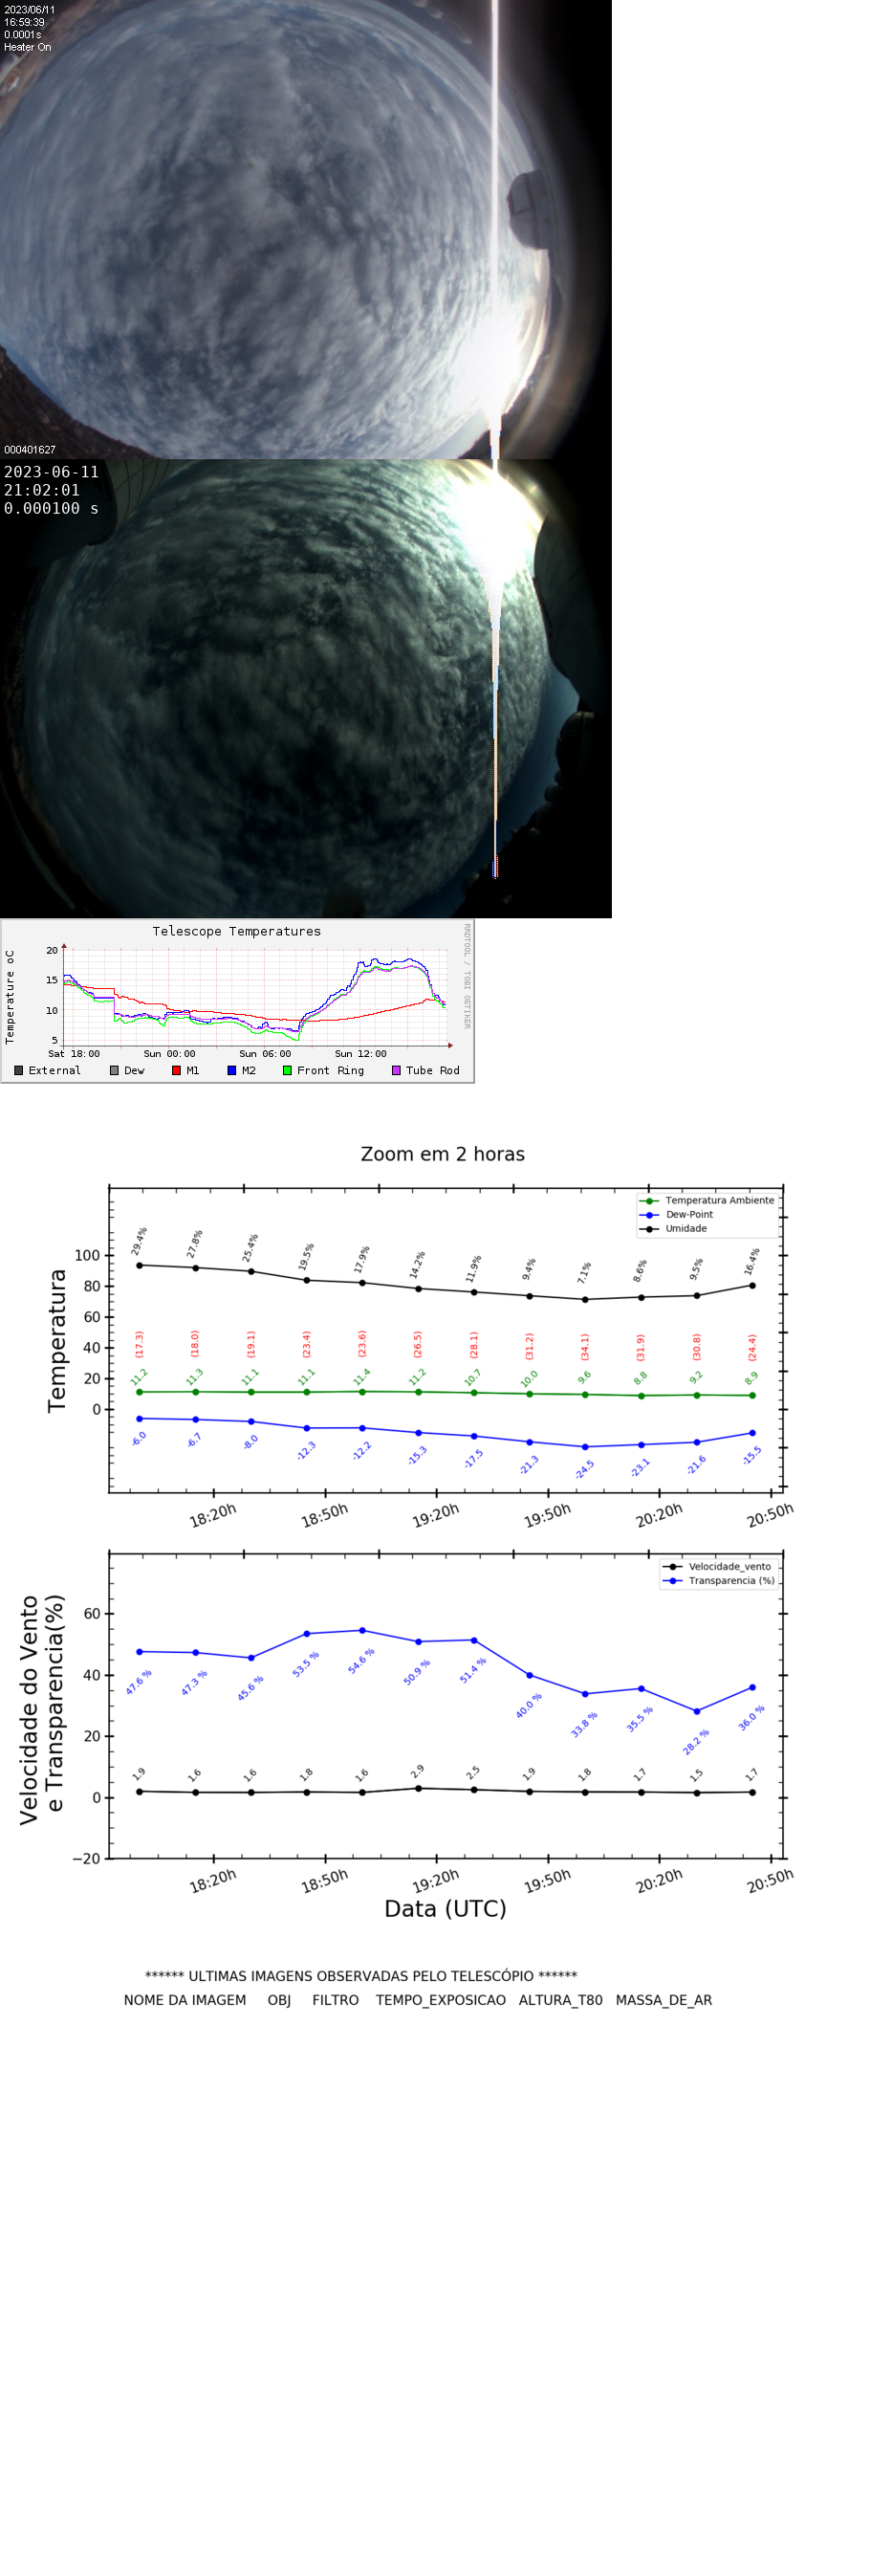 2023/06/11
16:59:39
0.0001s
Heater On
000401627
2023-06-11
21:02:01
0.000100 s
Telescope Temperatures
RRDTOOL / TOBI OETIKER
Temperature oC
20
15
10
5
Sat 18:00 Sun 00:00 Sun 06:00 Sun 12:00
External Dew M1 M2 Front Ring Tube Rod
Zoom em 2 horas
Temperatura Ambiente
Dew-Point
Umidade
Temperatura
100
80
60
40
20
0
29.4% 27.8% 25.4% 19.5% 17.9% 14.2% 11.9% 9.4% 7.1% 8.6% 9.5% 16.4%
(17.3) (18.0) (19.1) (23.4) (23.6) (26.5) (28.1) (31.2) (34.1) (31.9) (30.8) (24.4)
11.2 11.3 11.1 11.1 11.4 11.2 10.7 10.0 9.6 8.8 9.2 8.9
-6.0 -6.7 -8.0 -12.3 -12.2 -15.3 -17.5 -21.3 -24.5 -23.1 -21.6 -15.5
18:20h 18:50h 19:20h 19:50h 20:20h 20:50h
Velocidade_vento
Transparencia (%)
Velocidade do Vento
e Transparencia(%)
60
40
20
0
−20
47.6 % 47.3 % 45.6 % 53.5 % 54.6 % 50.9 % 51.4 % 40.0 % 33.8 % 35.5 % 28.2 % 36.0 %
1.9 1.6 1.6 1.8 1.6 2.9 2.5 1.9 1.8 1.7 1.5 1.7
18:20h 18:50h 19:20h 19:50h 20:20h 20:50h
Data (UTC)
****** ULTIMAS IMAGENS OBSERVADAS PELO TELESCÓPIO ******
NOME DA IMAGEM OBJ FILTRO TEMPO_EXPOSICAO ALTURA_T80 MASSA_DE_AR